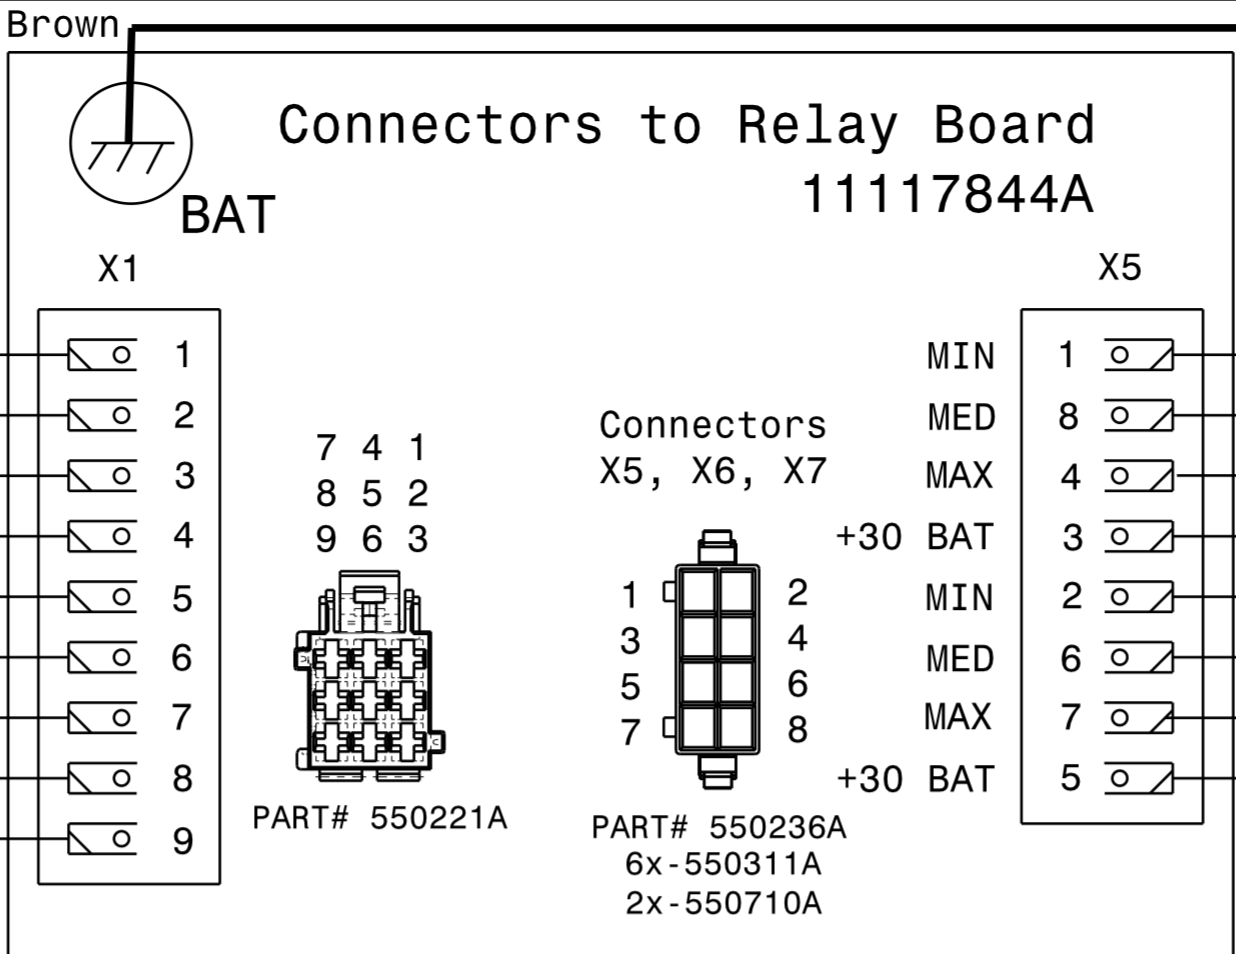 Brown
Connectors to Relay Board
11117844A
BAT
X1
X5
1
2
3
4
5
6
7
8
9
7 4 1
8 5 2
9 6 3
PART# 550221A
Connectors
X5, X6, X7
1 2
3 4
5 6
7 8
PART# 550236A
6x-550311A
2x-550710A
MIN 1
MED 8
MAX 4
+30 BAT 3
MIN 2
MED 6
MAX 7
+30 BAT 5